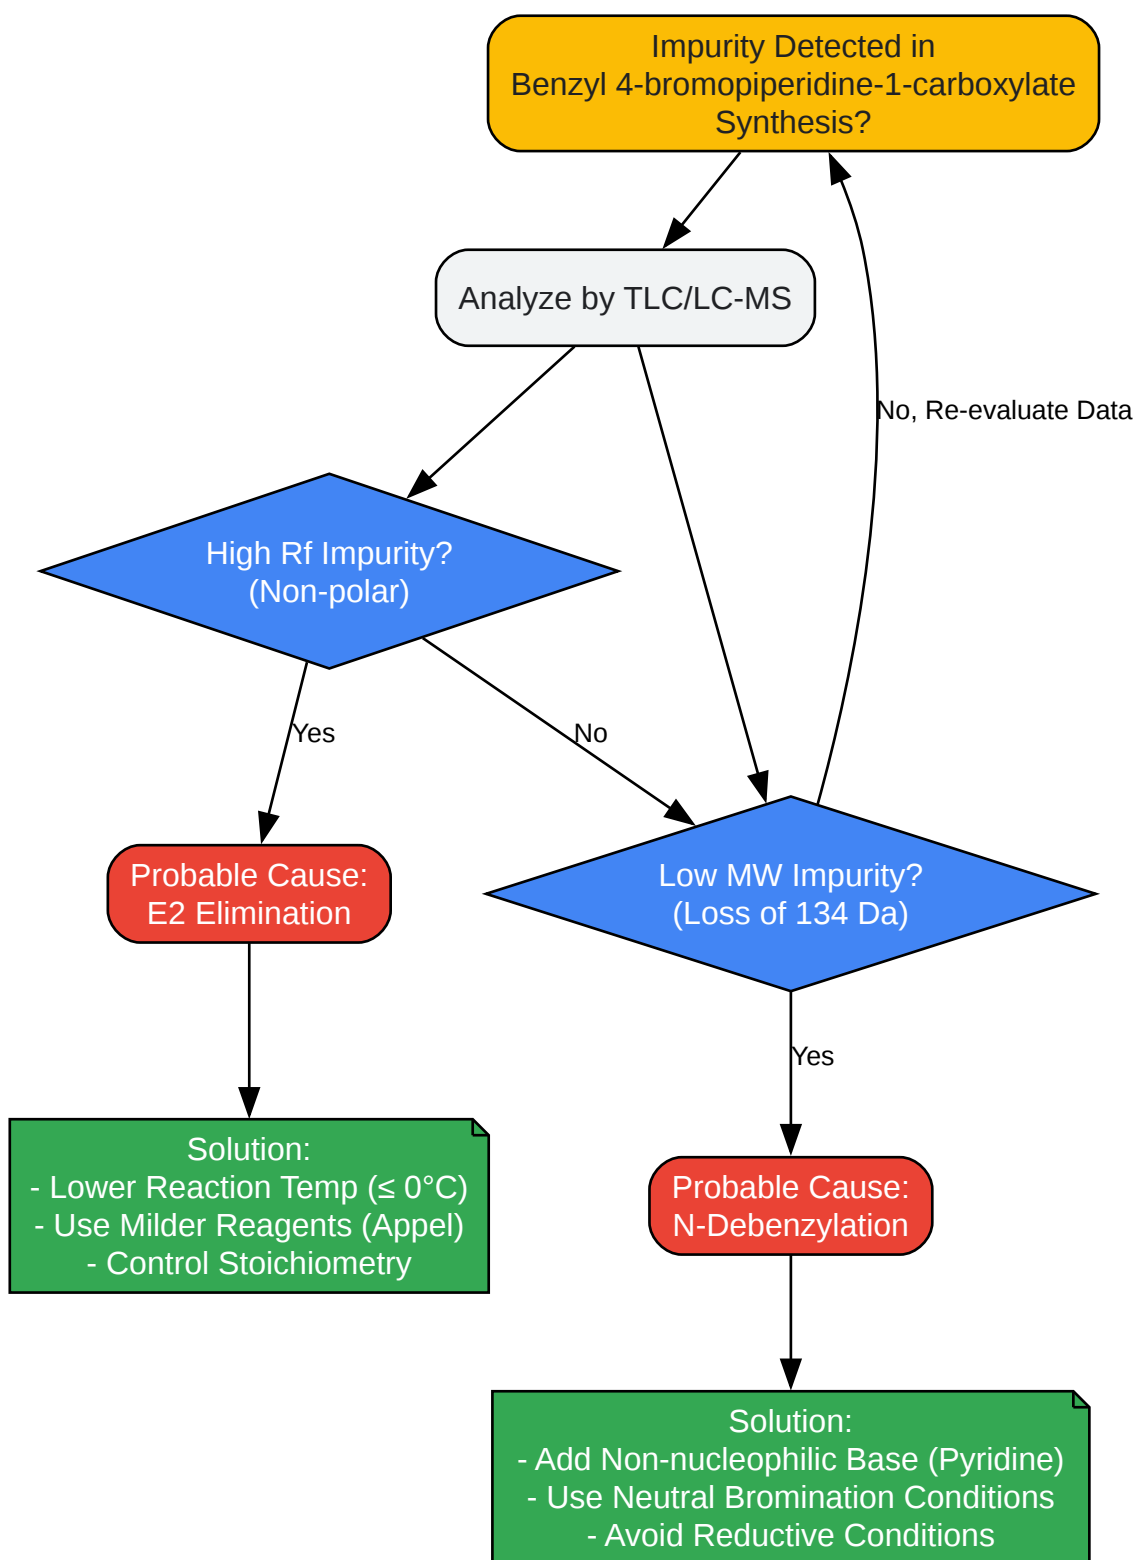 Impurity Detected in
Benzyl 4-bromopiperidine-1-carboxylate
Synthesis?
Analyze by TLC/LC-MS
No, Re-evaluate Data
High Rf Impurity?
(Non-polar)
Yes
No
Probable Cause:
E2 Elimination
Low MW Impurity?
(Loss of 134 Da)
Yes
Solution:
- Lower Reaction Temp (≤ 0°C)
- Use Milder Reagents (Appel)
- Control Stoichiometry
Probable Cause:
N-Debenzylation
Solution:
- Add Non-nucleophilic Base (Pyridine)
- Use Neutral Bromination Conditions
- Avoid Reductive Conditions